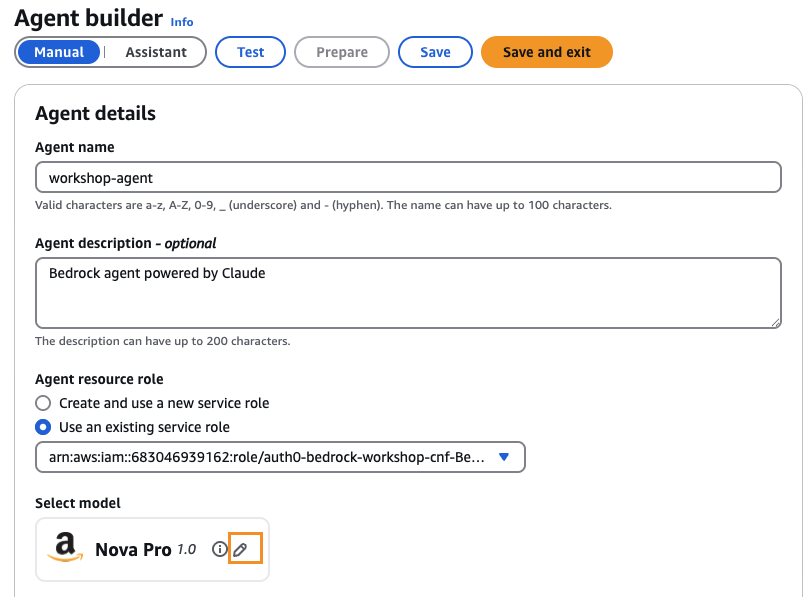 Agent builder Info
Manual | Assistant Test Prepare Save Save and exit
Agent details
Agent name
workshop-agent
Valid characters are a-z, A-Z, 0-9, _ (underscore) and - (hyphen). The name can have up to 100 characters.
Agent description - optional
Bedrock agent powered by Claude
The description can have up to 200 characters.
Agent resource role
Create and use a new service role
Use an existing service role
arn:aws:iam::683046939162:role/auth0-bedrock-workshop-cnf-Be...
Select model
a Nova Pro 1.0